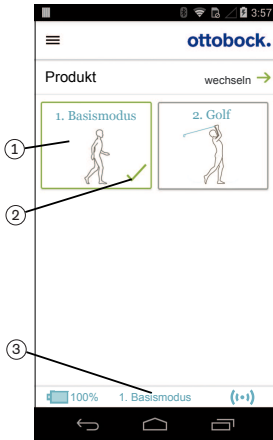 3:57
ottobock.
Produkt
wechseln
1. Basismodus
2. Golf
1
2
3
100%
1. Basismodus